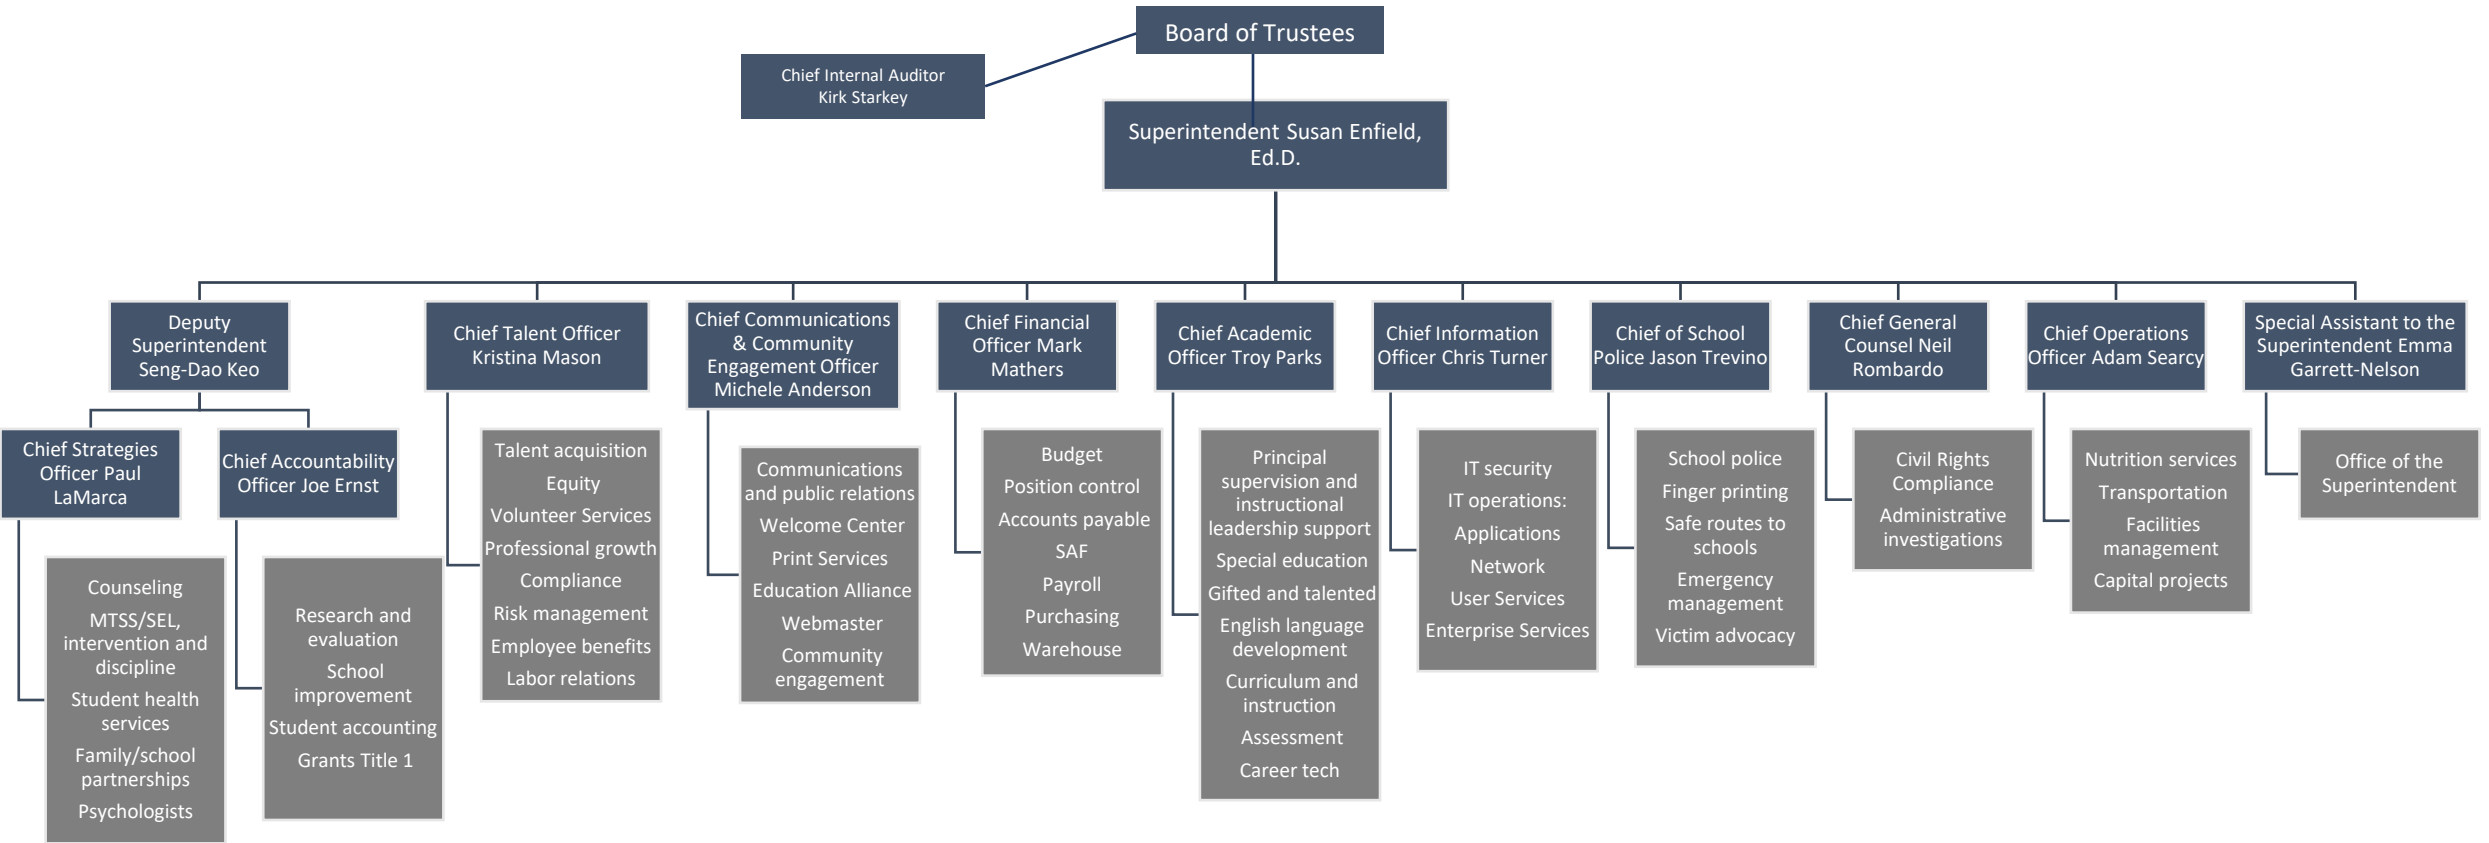 Board of Trustees
Chief Internal Auditor
Kirk Starkey
Superintendent Susan Enfield,
Ed.D.
Deputy
Superintendent
Seng-Dao Keo
Chief Talent Officer
Kristina Mason
Chief Communications
& Community
Engagement Officer
Michele Anderson
Chief Financial
Officer Mark
Mathers
Chief Academic
Officer Troy Parks
Chief Information
Officer Chris Turner
Chief of School
Police Jason Trevino
Chief General
Counsel Neil
Rombardo
Chief Operations
Officer Adam Searcy
Special Assistant to the
Superintendent Emma
Garrett-Nelson
Chief Strategies
Officer Paul
LaMarca
Chief Accountability
Officer Joe Ernst
Counseling
MTSS/SEL,
intervention and
discipline
Student health
services
Family/school
partnerships
Psychologists
Research and
evaluation
School
improvement
Student accounting
Grants Title 1
Talent acquisition
Equity
Volunteer Services
Professional growth
Compliance
Risk management
Employee benefits
Labor relations
Communications
and public relations
Welcome Center
Print Services
Education Alliance
Webmaster
Community
engagement
Budget
Position control
Accounts payable
SAF
Payroll
Purchasing
Warehouse
Principal
supervision and
instructional
leadership support
Special education
Gifted and talented
English language
development
Curriculum and
instruction
Assessment
Career tech
IT security
IT operations:
Applications
Network
User Services
Enterprise Services
School police
Finger printing
Safe routes to
schools
Emergency
management
Victim advocacy
Civil Rights
Compliance
Administrative
investigations
Nutrition services
Transportation
Facilities
management
Capital projects
Office of the
Superintendent